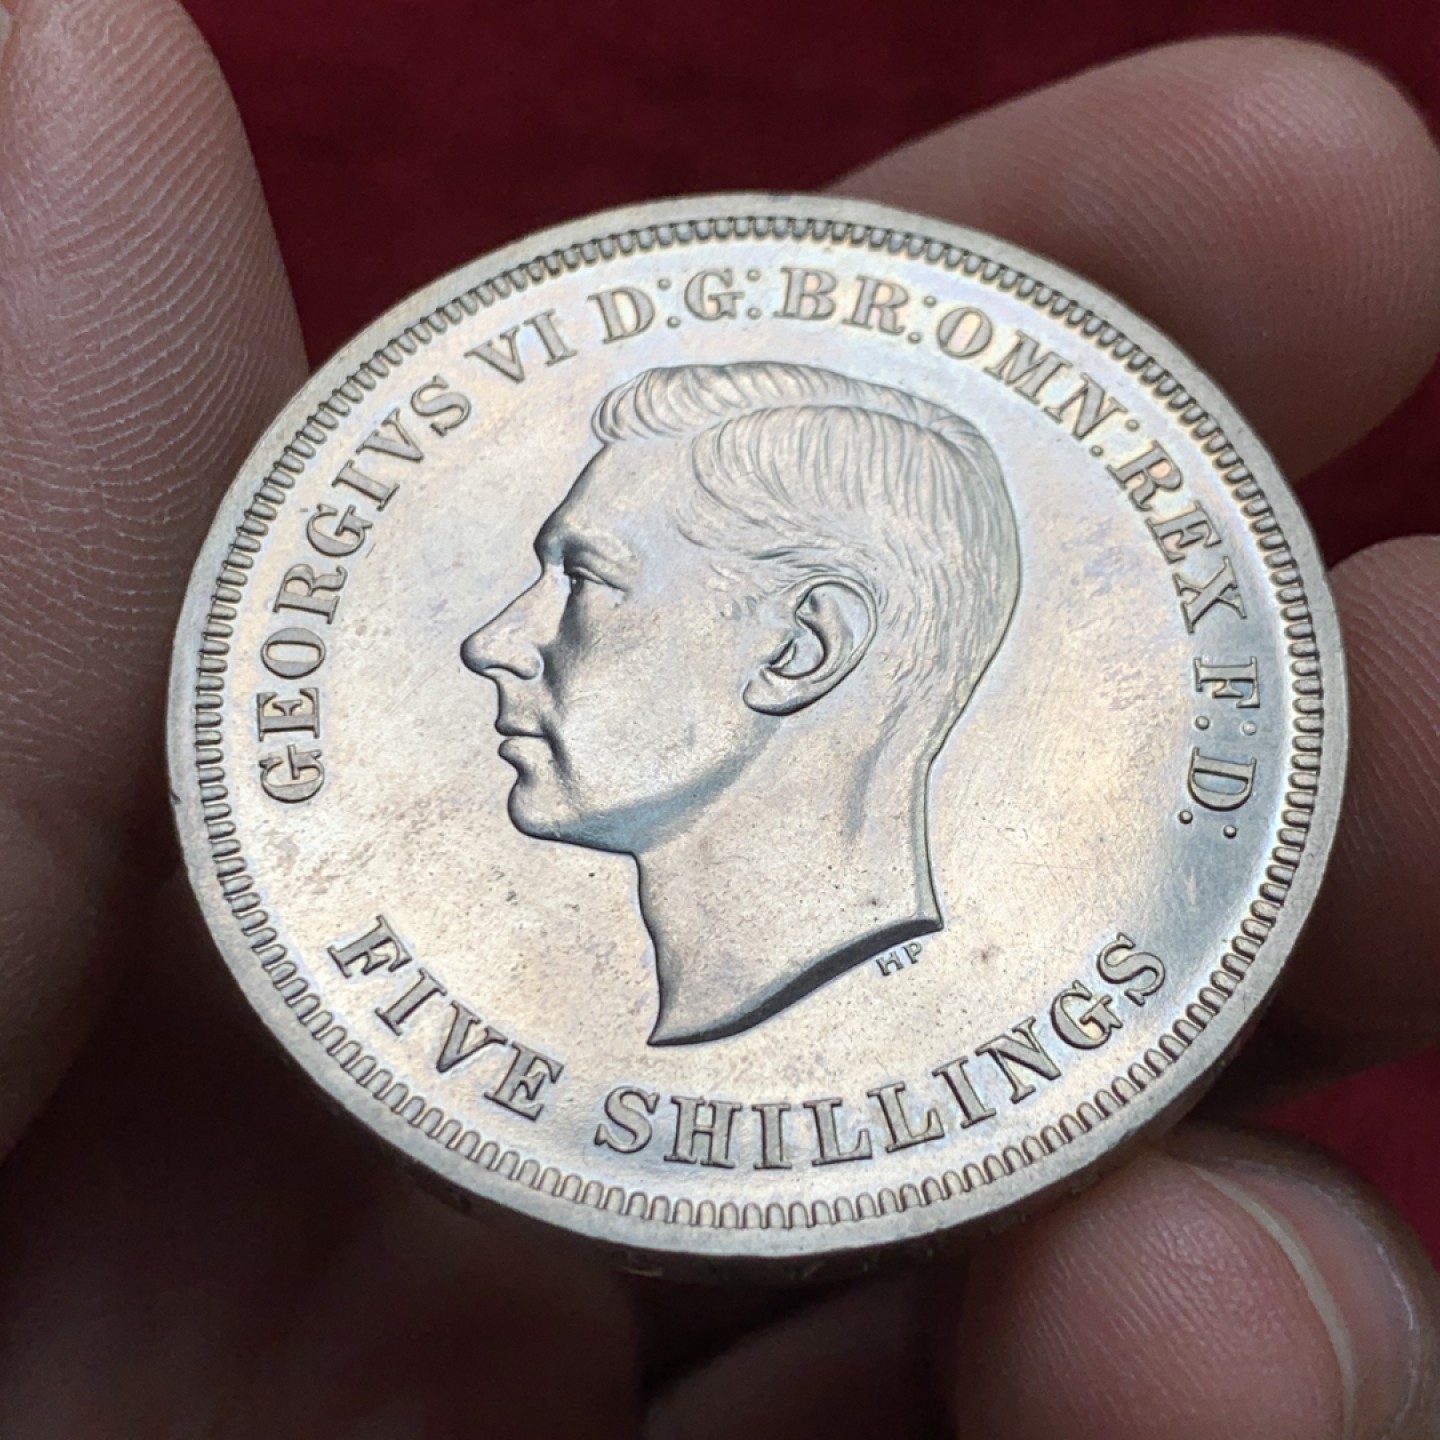 GEORGIVS VI D:G:BR:OMN:REX F:D:
HP
FIVE SHILLINGS